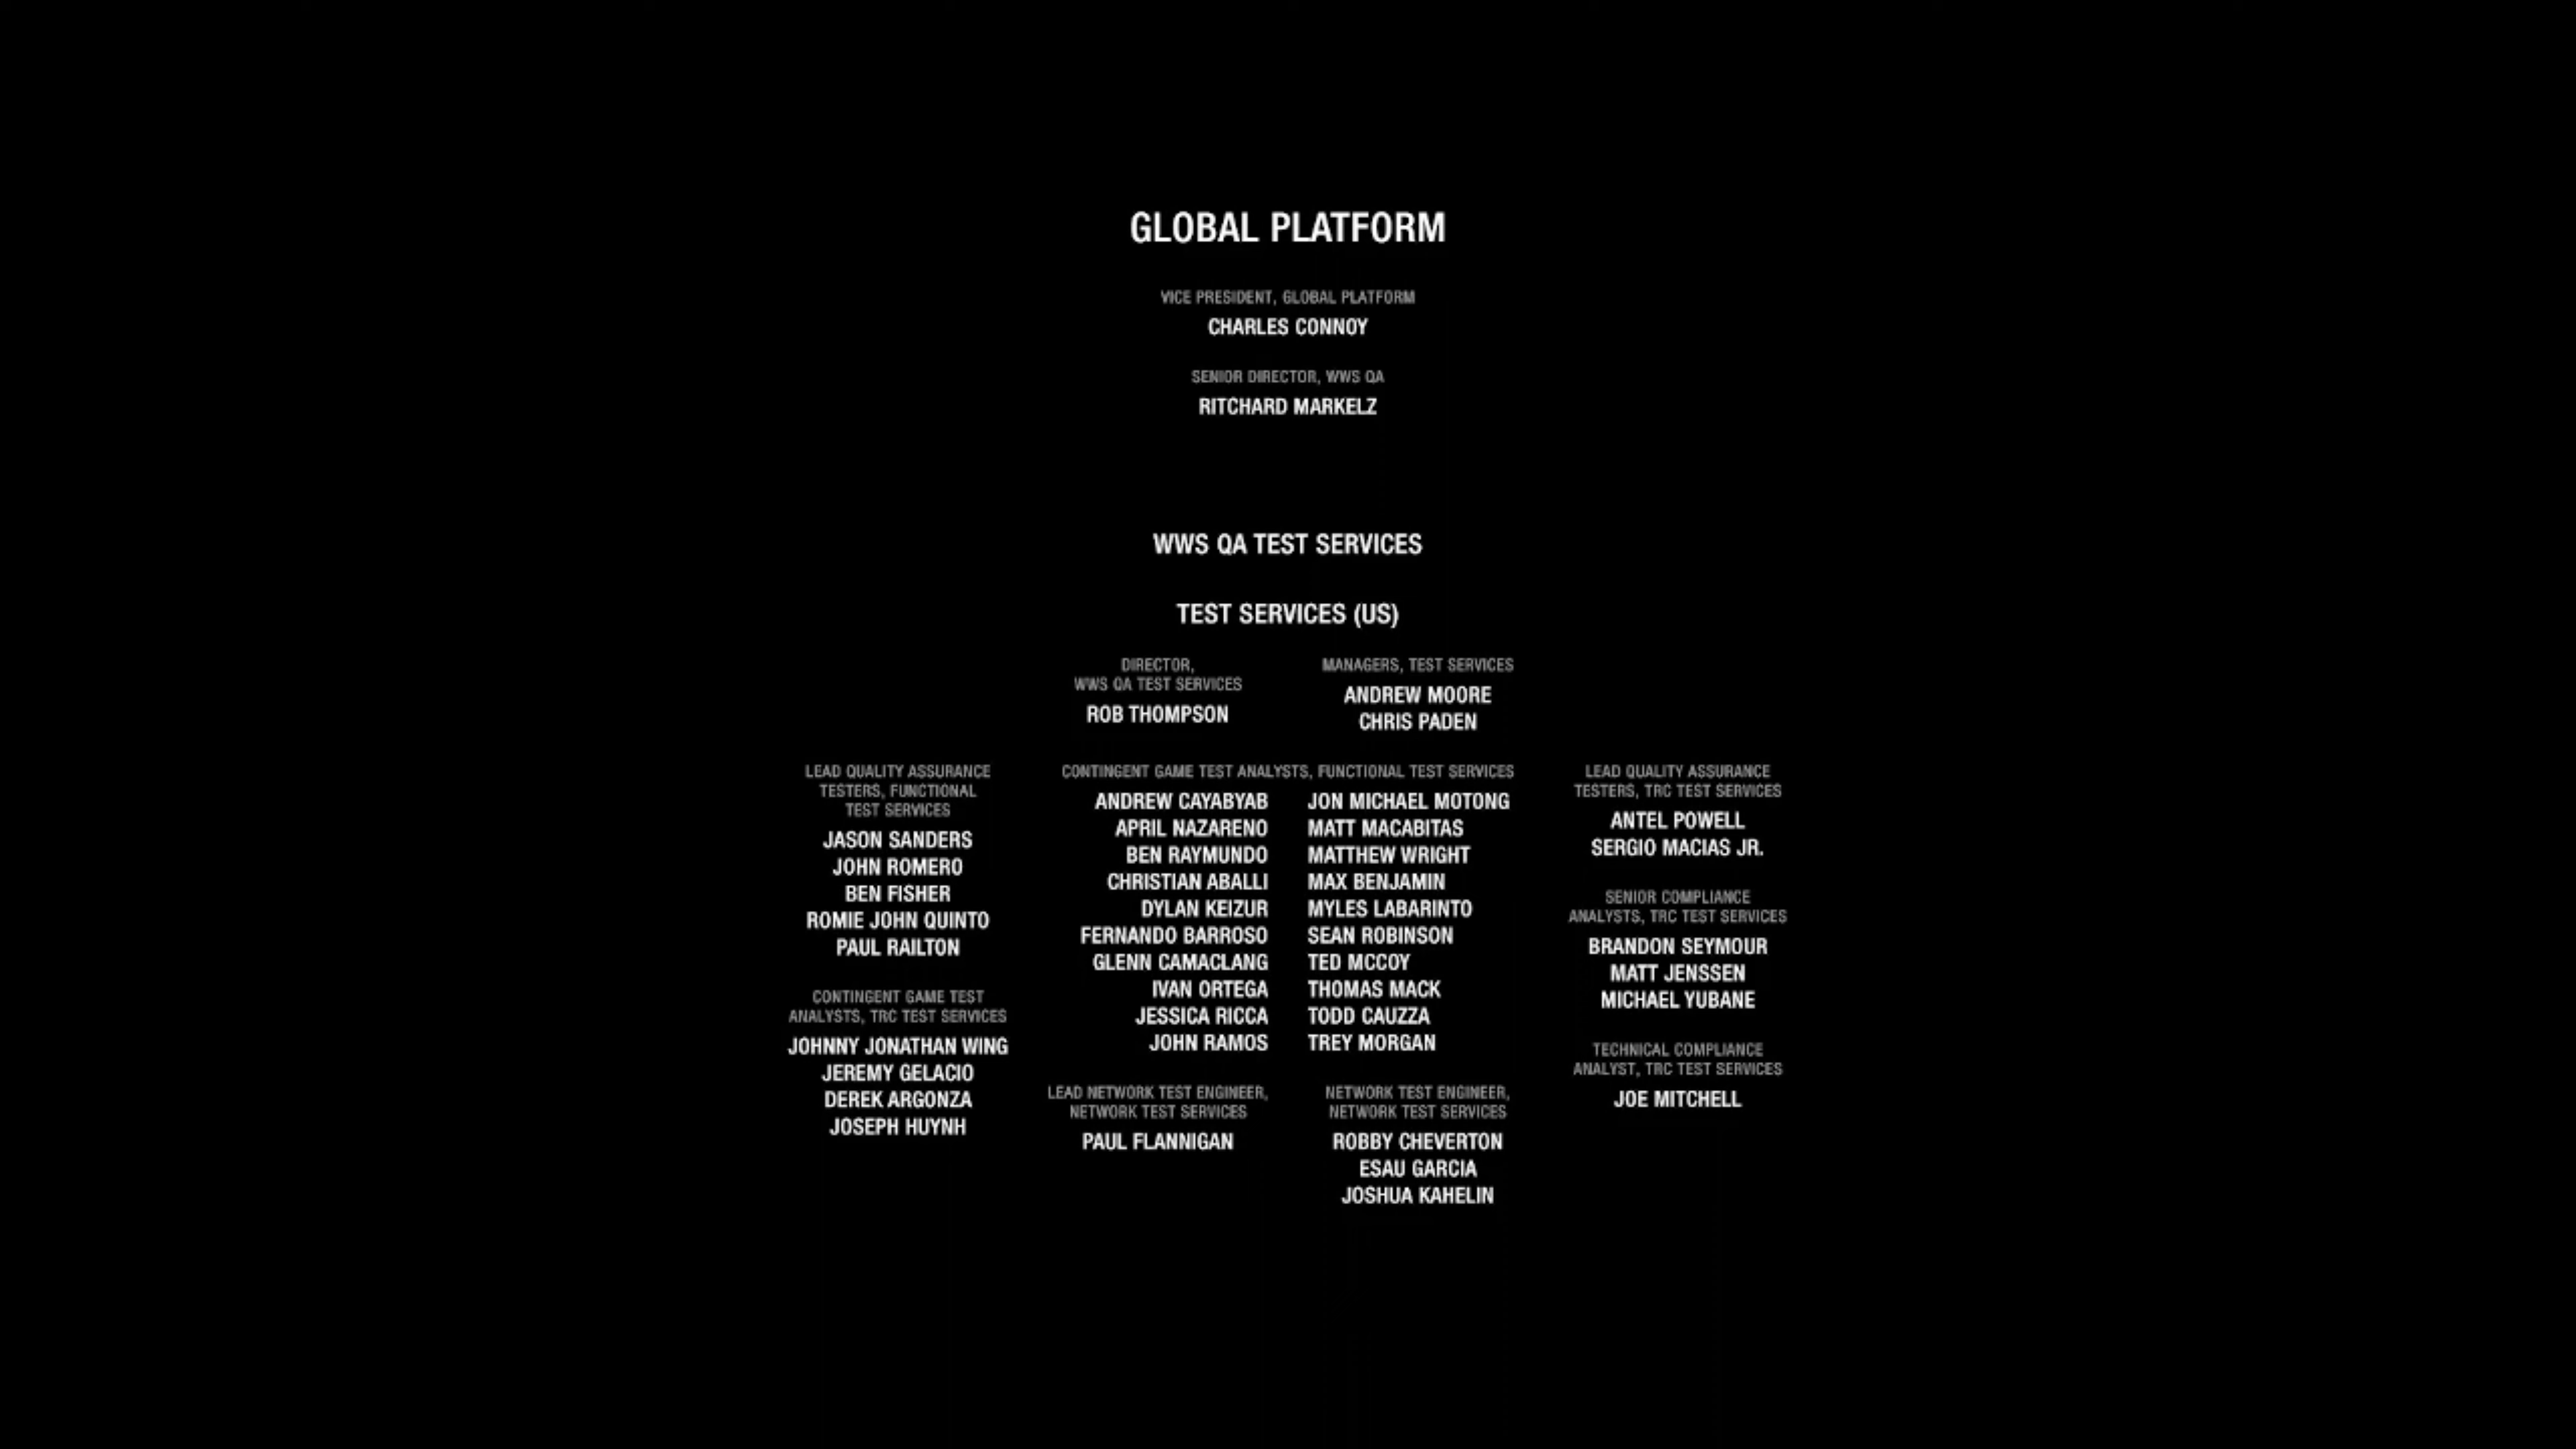 GLOBAL PLATFORM
VICE PRESIDENT, GLOBAL PLATFORM
CHARLES CONNOY
SENIOR DIRECTOR, WWS QA
RITCHARD MARKELZ
WWS QA TEST SERVICES
TEST SERVICES (US)
DIRECTOR,
WWS QA TEST SERVICES
ROB THOMPSON
MANAGERS, TEST SERVICES
ANDREW MOORE
CHRIS PADEN
LEAD QUALITY ASSURANCE
TESTERS, FUNCTIONAL
TEST SERVICES
JASON SANDERS
JOHN ROMERO
BEN FISHER
ROMIE JOHN QUINTO
PAUL RAILTON
CONTINGENT GAME TEST
ANALYSTS, TRC TEST SERVICES
JOHNNY JONATHAN WING
JEREMY GELACIO
DEREK ARGONZA
JOSEPH HUYNH
CONTINGENT GAME TEST ANALYSTS, FUNCTIONAL TEST SERVICES
ANDREW CAYABYAB
APRIL NAZARENO
BEN RAYMUNDO
CHRISTIAN ABALLI
DYLAN KEIZUR
FERNANDO BARROSO
GLENN CAMACLANG
IVAN ORTEGA
JESSICA RICCA
JOHN RAMOS
JON MICHAEL MOTONG
MATT MACABITAS
MATTHEW WRIGHT
MAX BENJAMIN
MYLES LABARINTO
SEAN ROBINSON
TED MCCOY
THOMAS MACK
TODD CAUZZA
TREY MORGAN
LEAD NETWORK TEST ENGINEER,
NETWORK TEST SERVICES
PAUL FLANNIGAN
NETWORK TEST ENGINEER,
NETWORK TEST SERVICES
ROBBY CHEVERTON
ESAU GARCIA
JOSHUA KAHELIN
LEAD QUALITY ASSURANCE
TESTERS, TRC TEST SERVICES
ANTEL POWELL
SERGIO MACIAS JR.
SENIOR COMPLIANCE
ANALYSTS, TRC TEST SERVICES
BRANDON SEYMOUR
MATT JENSSEN
MICHAEL YUBANE
TECHNICAL COMPLIANCE
ANALYST, TRC TEST SERVICES
JOE MITCHELL